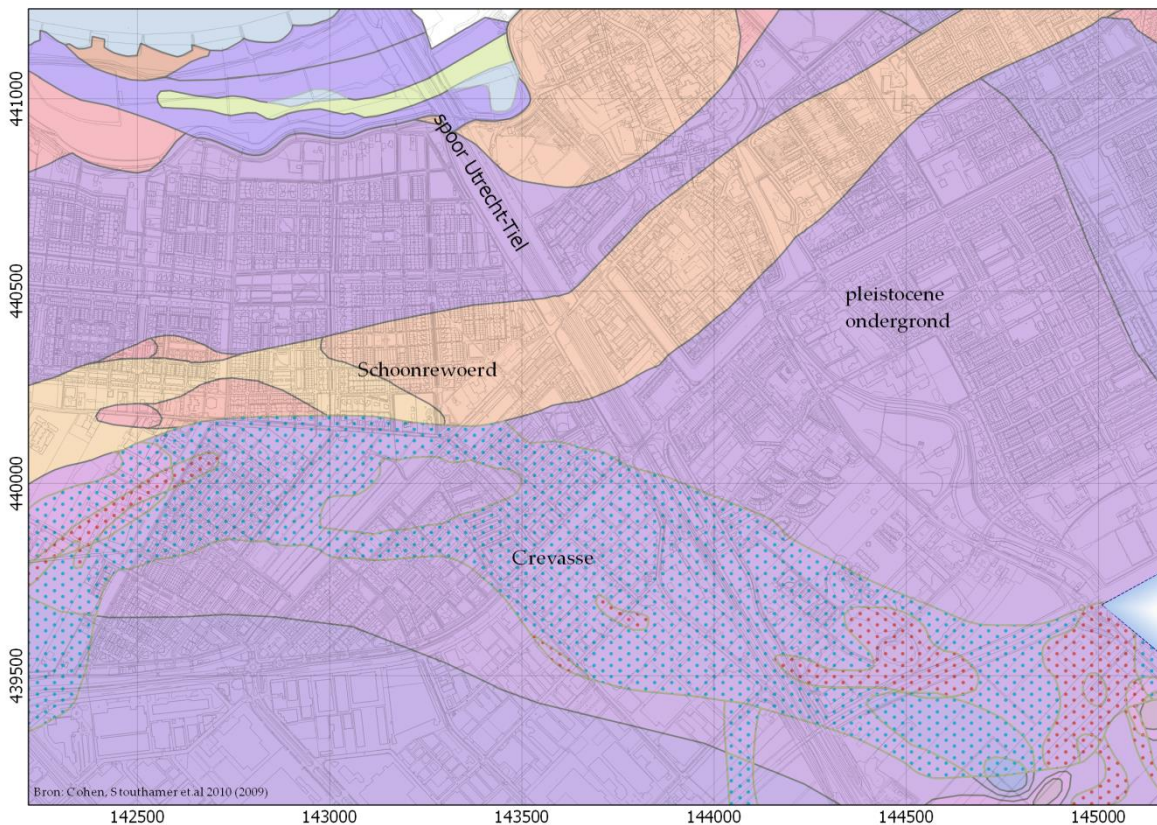 441000
spoor Utrecht-Tiel
440500
pleistocene
ondergrond
Schoonrewoerd
440000
Crevasse
439500
Bron: Cohen, Stouthamer et.al 2010 (2009)
142500 143000 143500 144000 144500 145000